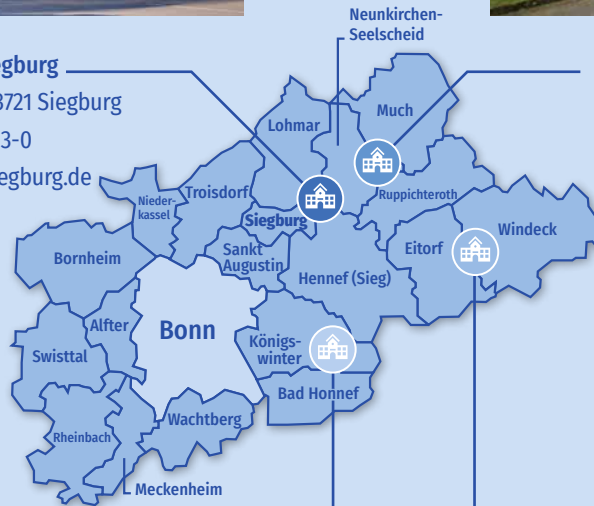 Neunkirchen-
Seelscheid
gburg
3721 Siegburg
3-0
egburg.de
Much
Lohmar
Nieder-
kassel
Troisdorf
Ruppichteroth
Siegburg
Windeck
Bornheim
Sankt
Augustin
Eitorf
Hennef (Sieg)
Alfter
Bonn
Swisttal
Königs-
winter
Bad Honnef
Wachtberg
Rheinbach
Meckenheim